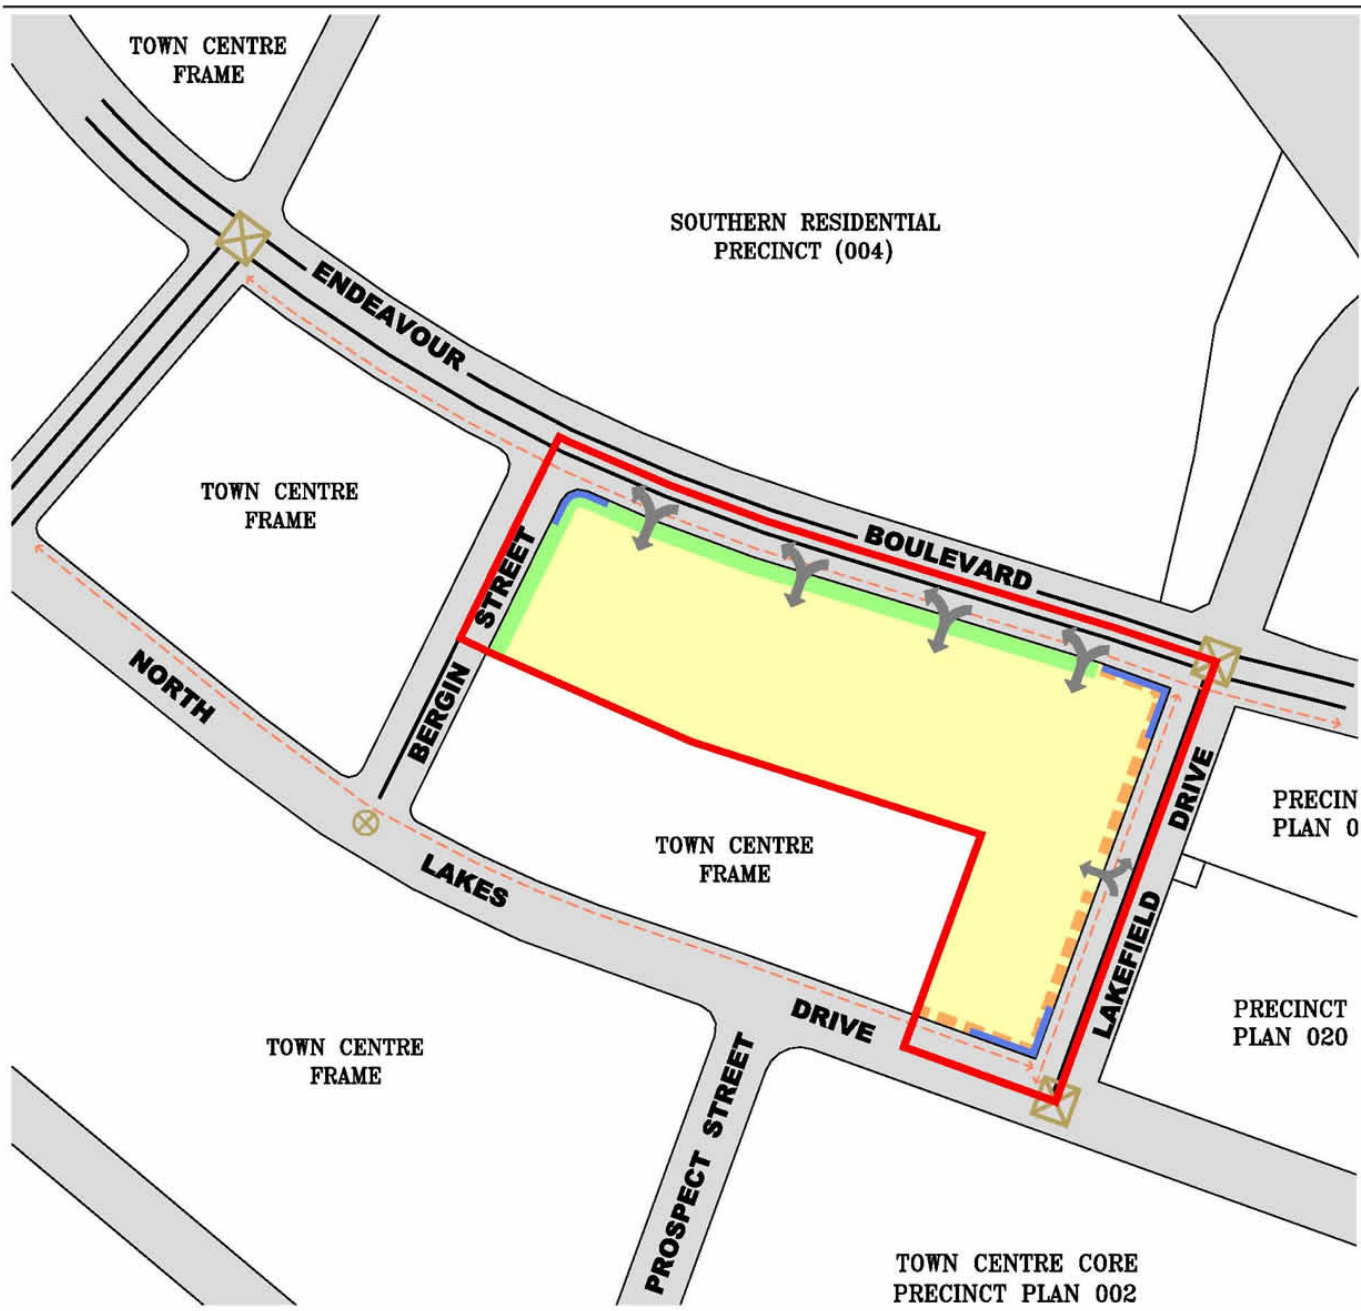 TOWN CENTRE
FRAME
SOUTHERN RESIDENTIAL
PRECINCT (004)
ENDEAVOUR
TOWN CENTRE
FRAME
BOULEVARD
STREET
BERGIN
NORTH
DRIVE
PRECIN
PLAN 0
TOWN CENTRE
FRAME
LAKES
LAKEFIELD
DRIVE
PRECINCT
PLAN 020
TOWN CENTRE
FRAME
PROSPECT STREET
TOWN CENTRE CORE
PRECINCT PLAN 002